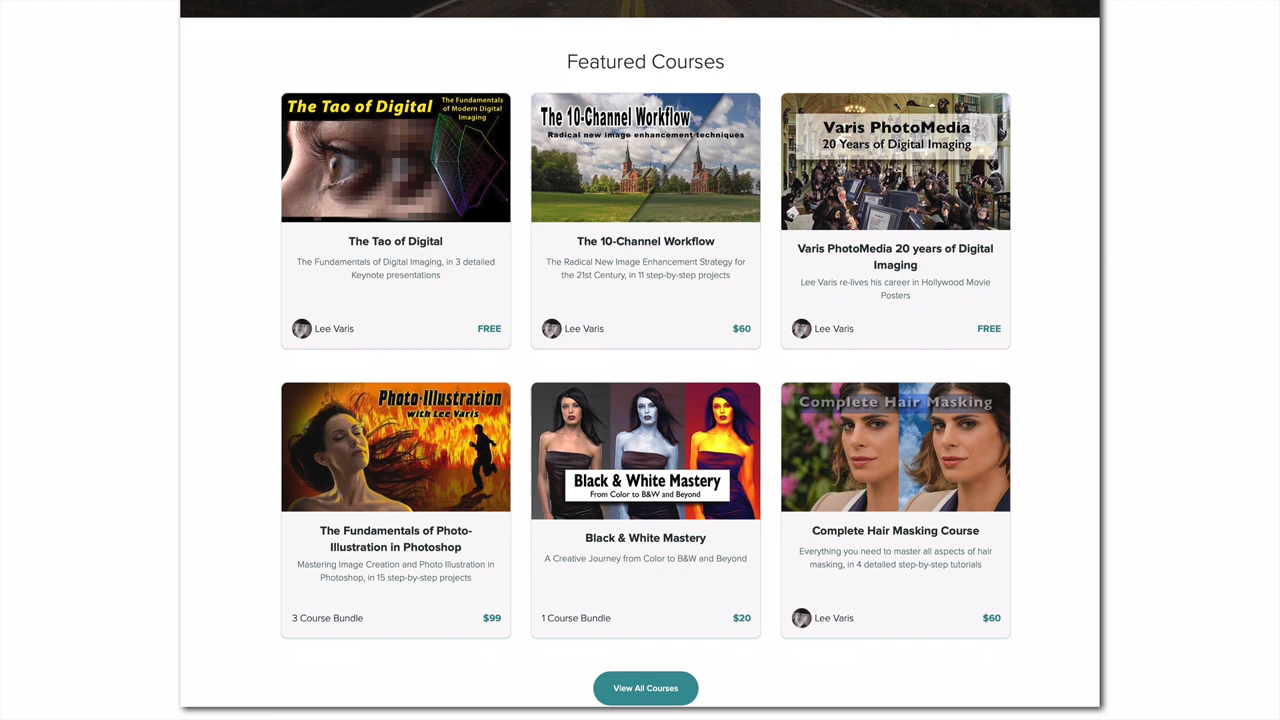 Featured Courses
The Tao of Digital
The Fundamentals
of Modern Digital
Imaging
The Tao of Digital
The Fundamentals of Digital Imaging, in 3 detailed
Keynote presentations
Lee Varis
FREE
The 10-Channel Workflow
Radical new image enhancement techniques
The 10-Channel Workflow
The Radical New Image Enhancement Strategy for
the 21st Century, in 11 step-by-step projects
Lee Varis
$60
Varis PhotoMedia
20 Years of Digital Imaging
Varis PhotoMedia 20 years of Digital
Imaging
Lee Varis re-lives his career in Hollywood Movie
Posters
Lee Varis
FREE
Photo-Illustration
with Lee Varis
The Fundamentals of Photo-
Illustration in Photoshop
Mastering Image Creation and Photo Illustration in
Photoshop, in 15 step-by-step projects
3 Course Bundle
$99
Black & White Mastery
From Color to B&W and Beyond
Black & White Mastery
A Creative Journey from Color to B&W and Beyond
1 Course Bundle
$20
Complete Hair Masking
Complete Hair Masking Course
Everything you need to master all aspects of hair
masking, in 4 detailed step-by-step tutorials
Lee Varis
$60
View All Courses